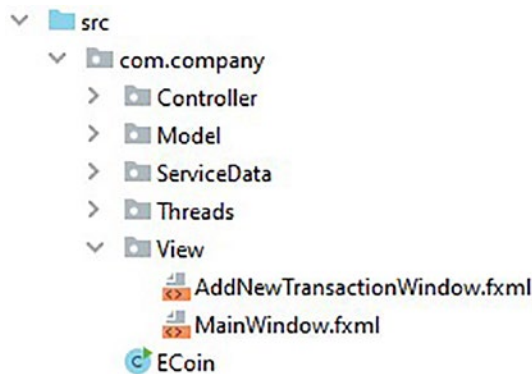 src
com.company
Controller
Model
ServiceData
Threads
View
AddNewTransactionWindow.fxml
MainWindow.fxml
ECoin